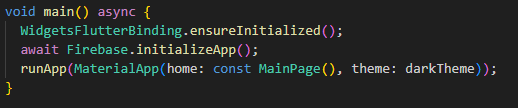 void main() async {
  WidgetsFlutterBinding.ensureInitialized();
  await Firebase.initializeApp();
  runApp(MaterialApp(home: const MainPage(), theme: darkTheme));
}